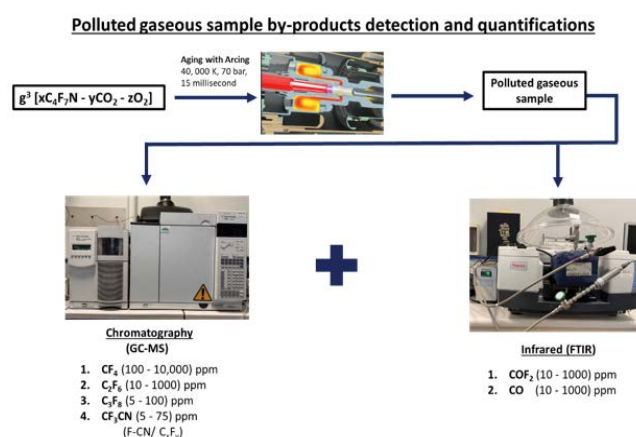 Polluted gaseous sample by-products detection and quantifications
Aging with Arcing
40, 000 K, 70 bar,
15 millisecond
g³ [xC₄F₇N - yCO₂ - zO₂]
Polluted gaseous
sample
Chromatography
(GC-MS)
1. CF₄ (100 - 10,000) ppm
2. C₂F₆ (10 - 1000) ppm
3. C₃F₈ (5 - 100) ppm
4. CF₃CN (5 - 75) ppm
Infrared (FTIR)
1. COF₂ (10 - 1000) ppm
2. CO (10 - 1000) ppm